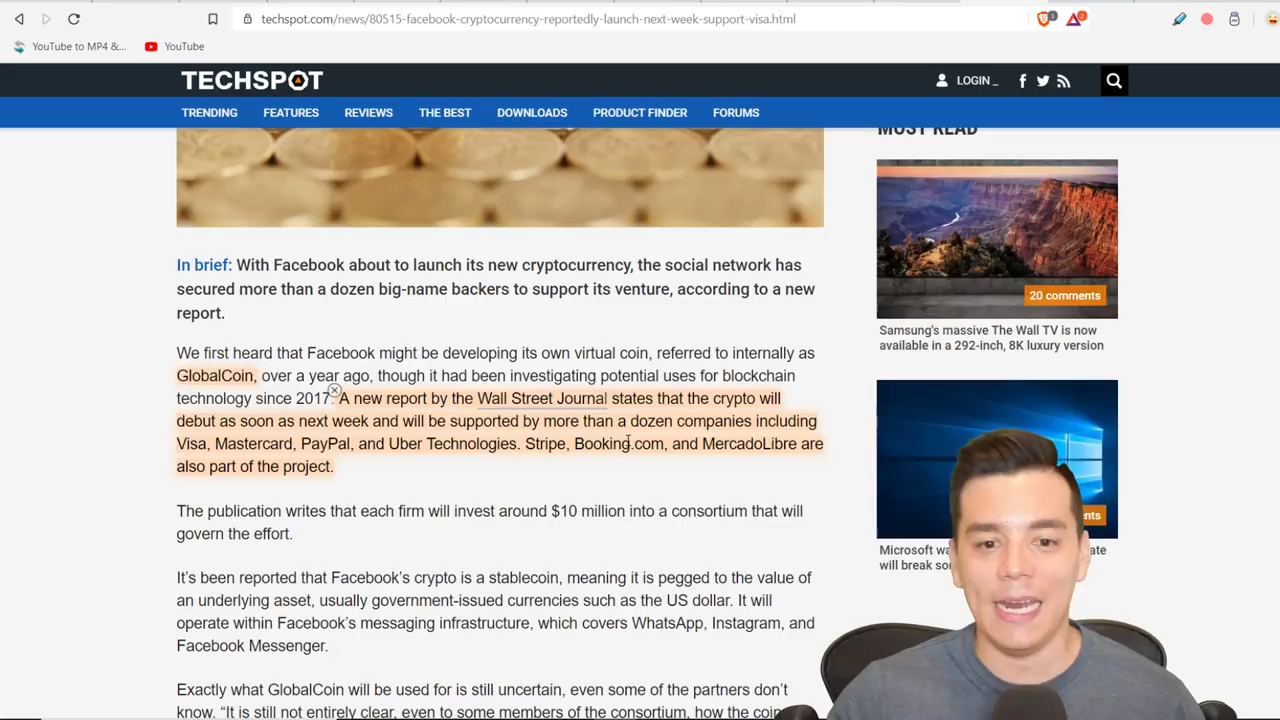 techspot.com/news/80515-facebook-cryptocurrency-reportedly-launch-next-week-support-visa.html
3
2
YouTube to MP4 &...
YouTube
TECHSPOT
LOGIN_
TRENDING
FEATURES
REVIEWS
THE BEST
DOWNLOADS
PRODUCT FINDER
FORUMS
In brief: With Facebook about to launch its new cryptocurrency, the social network has
secured more than a dozen big-name backers to support its venture, according to a new
report.
We first heard that Facebook might be developing its own virtual coin, referred to internally as
GlobalCoin, over a year ago, though it had been investigating potential uses for blockchain
technology since 2017. A new report by the Wall Street Journal states that the crypto will
debut as soon as next week and will be supported by more than a dozen companies including
Visa, Mastercard, PayPal, and Uber Technologies. Stripe, Booking.com, and MercadoLibre are
also part of the project.
The publication writes that each firm will invest around $10 million into a consortium that will
govern the effort.
It's been reported that Facebook's crypto is a stablecoin, meaning it is pegged to the value of
an underlying asset, usually government-issued currencies such as the US dollar. It will
operate within Facebook's messaging infrastructure, which covers WhatsApp, Instagram, and
Facebook Messenger.
Exactly what GlobalCoin will be used for is still uncertain, even some of the partners don't
know. "It is still not entirely clear, even to some members of the consortium, how the coin
MOST READ
20 comments
Samsung's massive The Wall TV is now
available in a 292-inch, 8K luxury version
Microsoft
will break